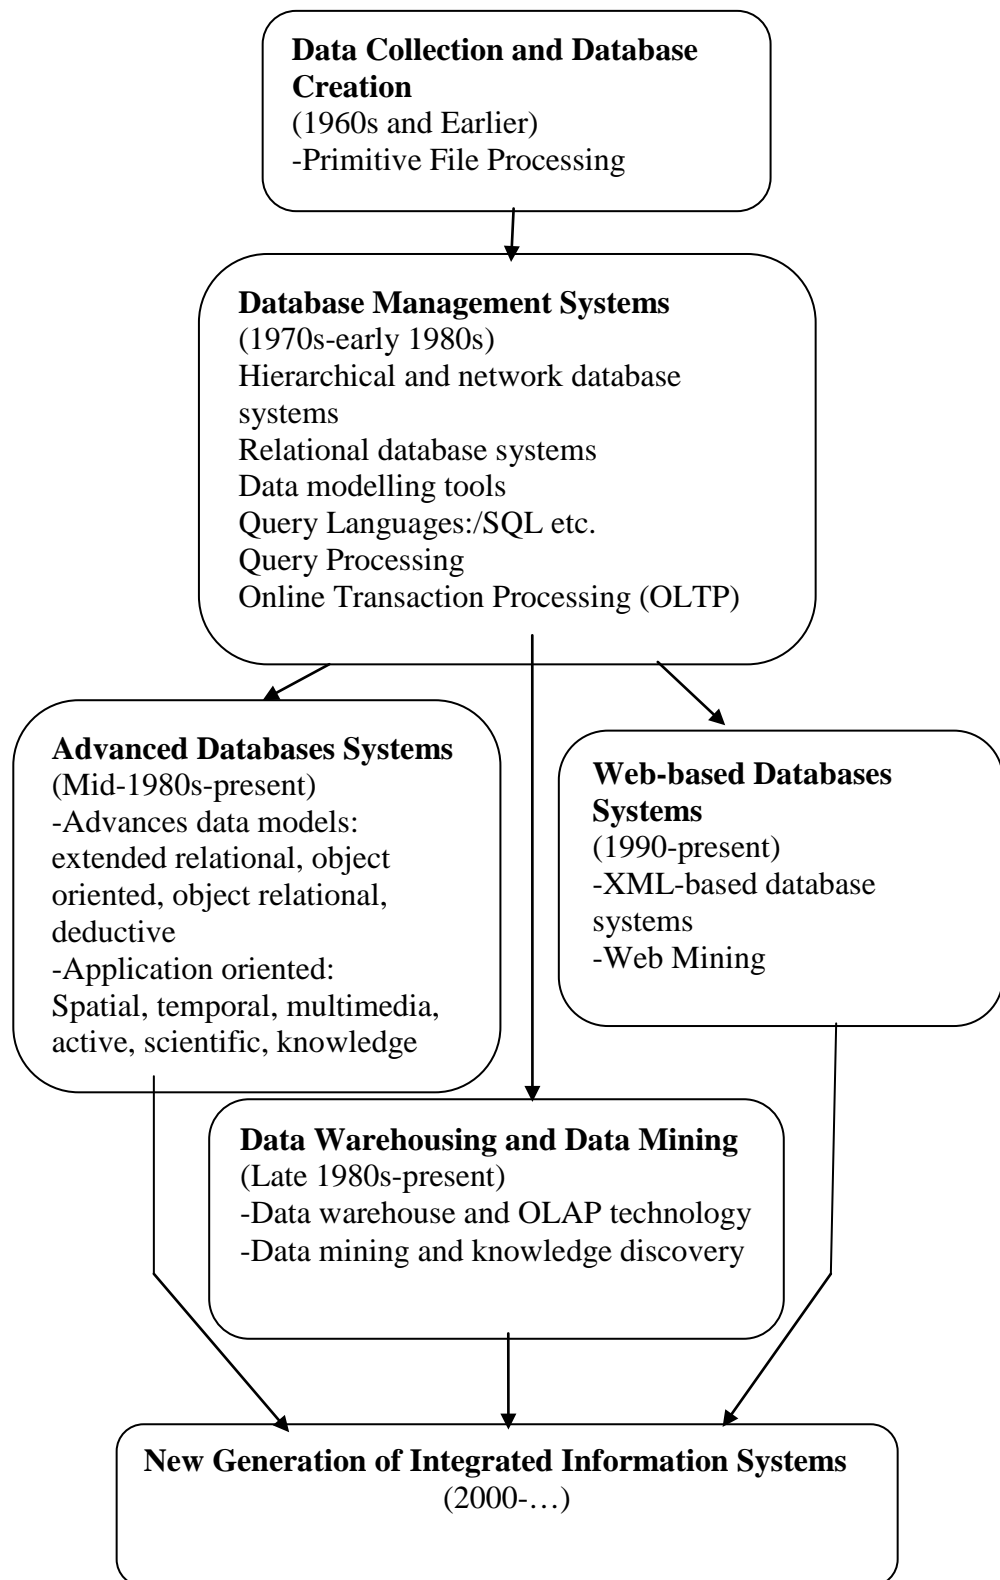 Data Collection and Database
Creation
(1960s and Earlier)
-Primitive File Processing
Database Management Systems
(1970s-early 1980s)
Hierarchical and network database
systems
Relational database systems
Data modelling tools
Query Languages:/SQL etc.
Query Processing
Online Transaction Processing (OLTP)
Advanced Databases Systems
(Mid-1980s-present)
-Advances data models:
extended relational, object
oriented, object relational,
deductive
-Application oriented:
Spatial, temporal, multimedia,
active, scientific, knowledge
Web-based Databases
Systems
(1990-present)
-XML-based database
systems
-Web Mining
Data Warehousing and Data Mining
(Late 1980s-present)
-Data warehouse and OLAP technology
-Data mining and knowledge discovery
New Generation of Integrated Information Systems
(2000-…)